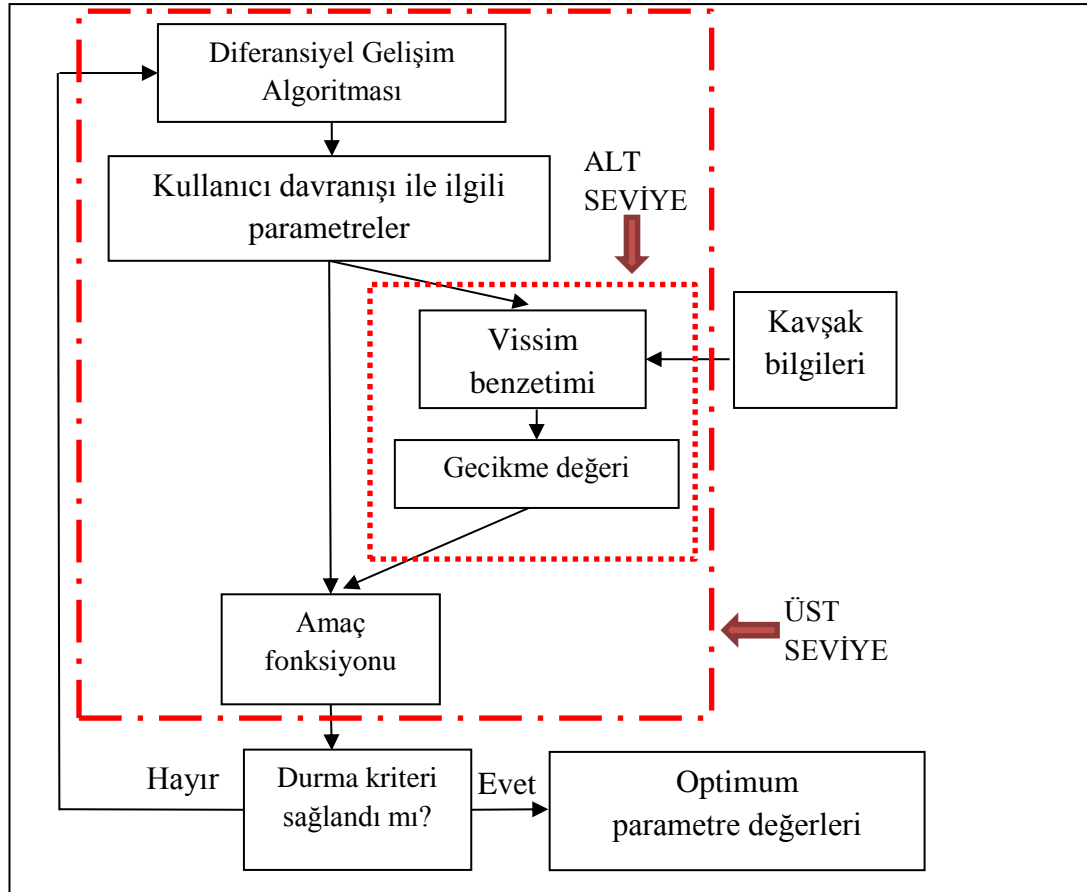 Diferansiyel Gelişim
Algoritması
Kullanıcı davranışı ile ilgili
parametreler
ALT
SEVİYE
Vissim
benzetimi
Kavşak
bilgileri
Gecikme değeri
Amaç
fonksiyonu
ÜST
SEVİYE
Hayır
Durma kriteri
sağlandı mı?
Evet
Optimum
parametre değerleri